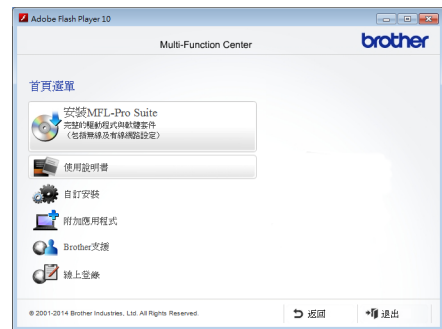 Adobe Flash Player 10
Multi-Function Center
brother
首頁選單
安裝MFL-Pro Suite
完整的驅動程式與軟體套件
(包括無線及有線網路設定)
使用說明書
自訂安裝
附加應用程式
Brother支援
線上登錄
© 2001-2014 Brother Industries, Ltd. All Rights Reserved.
返回
退出